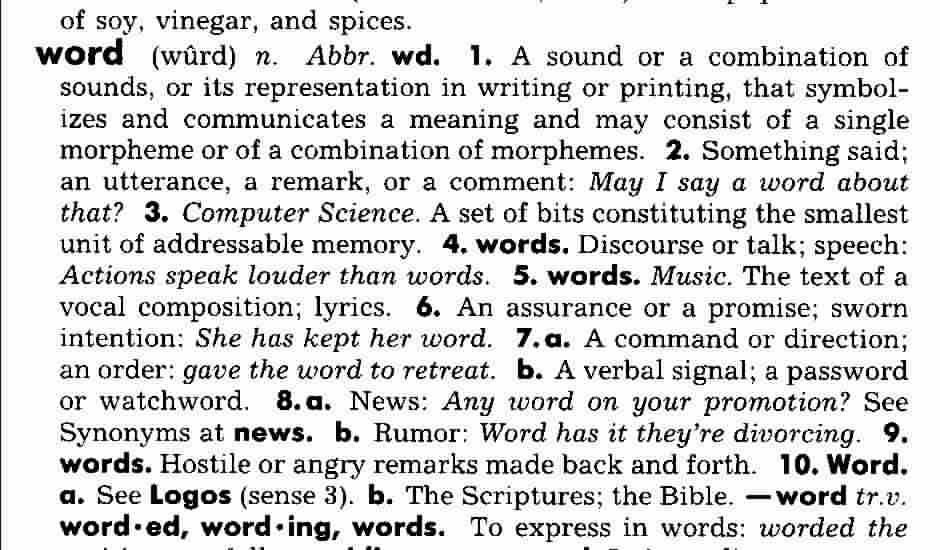 of soy, vinegar, and spices.
word (wûrd) n. Abbr. wd. 1. A sound or a combination of
sounds, or its representation in writing or printing, that symbol-
izes and communicates a meaning and may consist of a single
morpheme or of a combination of morphemes. 2. Something said;
an utterance, a remark, or a comment: May I say a word about
that? 3. Computer Science. A set of bits constituting the smallest
unit of addressable memory. 4. words. Discourse or talk; speech:
Actions speak louder than words. 5. words. Music. The text of a
vocal composition; lyrics. 6. An assurance or a promise; sworn
intention: She has kept her word. 7.a. A command or direction;
an order: gave the word to retreat. b. A verbal signal; a password
or watchword. 8.a. News: Any word on your promotion? See
Synonyms at news. b. Rumor: Word has it they're divorcing. 9.
words. Hostile or angry remarks made back and forth. 10. Word.
a. See Logos (sense 3). b. The Scriptures; the Bible. —word tr.v.
word·ed, word·ing, words. To express in words: worded the